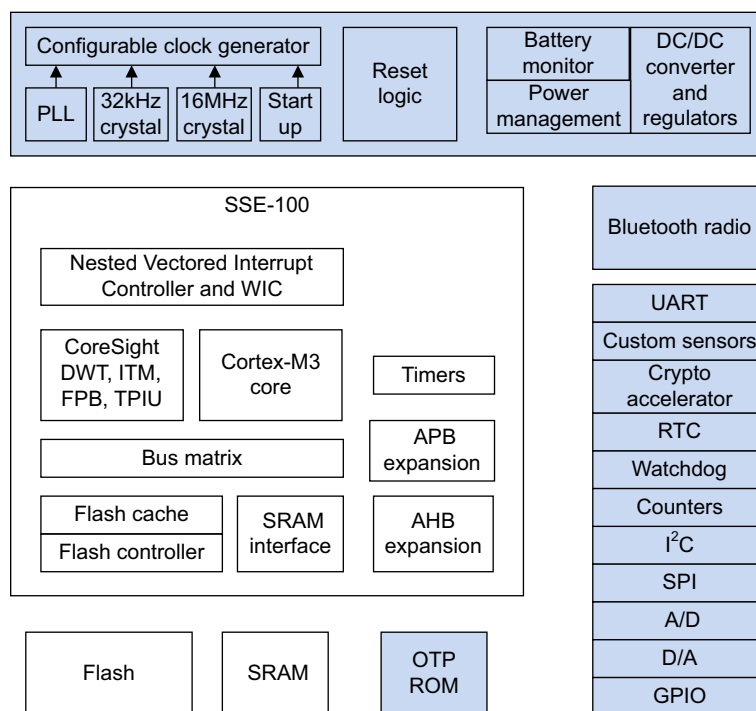 Configurable clock generator
PLL
32kHz
crystal
16MHz
crystal
Start
up
Reset
logic
Battery
monitor
Power
management
DC/DC
converter
and
regulators
SSE-100
Nested Vectored Interrupt
Controller and WIC
CoreSight
DWT, ITM,
FPB, TPIU
Cortex-M3
core
Timers
Bus matrix
APB
expansion
Flash cache
Flash controller
SRAM
interface
AHB
expansion
Flash
SRAM
OTP
ROM
Bluetooth radio
UART
Custom sensors
Crypto
accelerator
RTC
Watchdog
Counters
I²C
SPI
A/D
D/A
GPIO